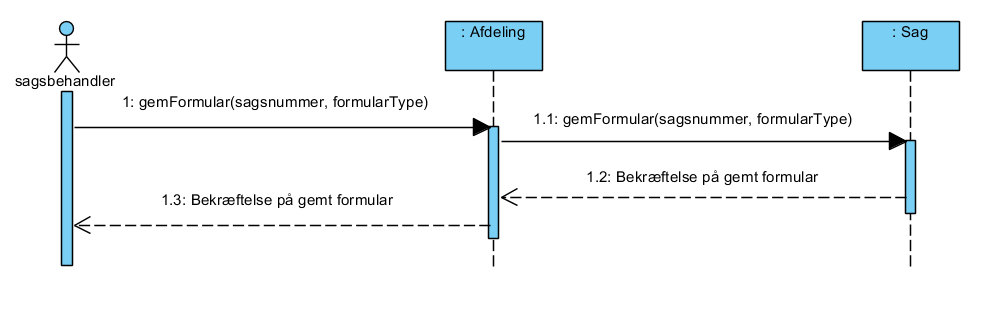 : Afdeling
: Sag
sagsbehandler
1: gemFormular(sagsnummer, formularType)
1.1: gemFormular(sagsnummer, formularType)
1.2: Bekræftelse på gemt formular
1.3: Bekræftelse på gemt formular